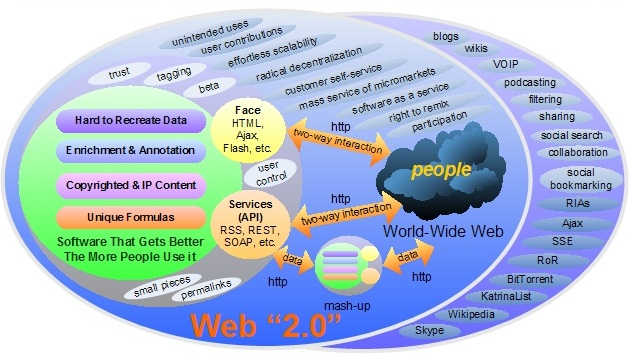 unintended uses
user contributions
effortless scalability
radical decentralization
customer self-service
mass service of micromarkets
software as a service
right to remix
participation
trust
tagging
beta
Hard to Recreate Data
Enrichment & Annotation
Copyrighted & IP Content
Unique Formulas
Software That Gets Better
The More People Use it
Face
HTML,
Ajax,
Flash, etc.
user
control
Services
(API)
RSS, REST,
SOAP, etc.
http
two-way interaction
http
two-way interaction
people
World-Wide Web
data
http
data
http
mash-up
small pieces
permalinks
Web “2.0”
blogs
wikis
VOIP
podcasting
filtering
sharing
social search
collaboration
social
bookmarking
RIAs
Ajax
SSE
RoR
BitTorrent
KatrinaList
Wikipedia
Skype